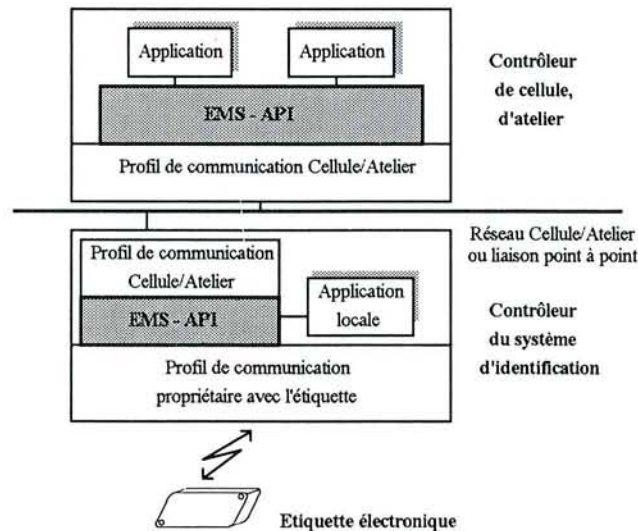 Application
Application
EMS - API
Profil de communication Cellule/Atelier
Contrôleur
de cellule,
d'atelier
Réseau Cellule/Atelier
ou liaison point à point
Profil de communication
Cellule/Atelier
EMS - API
Application
locale
Contrôleur
du système
d'identification
Profil de communication
propriétaire avec l'étiquette
Etiquette électronique